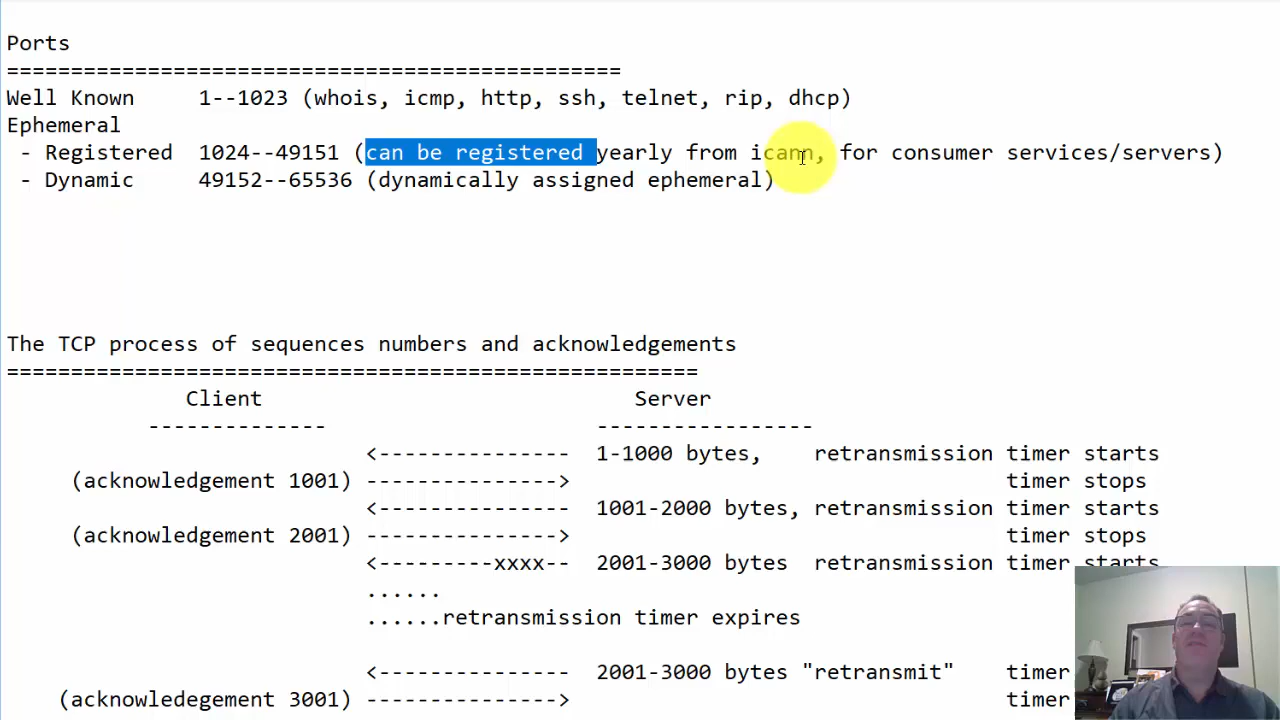 Ports
================================================
Well Known     1--1023 (whois, icmp, http, ssh, telnet, rip, dhcp)
Ephemeral
 - Registered  1024--49151 (can be registered yearly from icann, for consumer services/servers)
 - Dynamic     49152--65536 (dynamically assigned ephemeral)
The TCP process of sequences numbers and acknowledgements
======================================================
Client                             Server
--------------                     -----------------
<--------------- 1-1000 bytes,    retransmission timer starts
(acknowledgement 1001) --------------->                  timer stops
<--------------- 1001-2000 bytes, retransmission timer starts
(acknowledgement 2001) --------------->                  timer stops
<---------xxxx-- 2001-3000 bytes  retransmission timer starts
......
......retransmission timer expires
<--------------- 2001-3000 bytes "retransmit"    timer
(acknowledegement 3001) --------------->                  timer